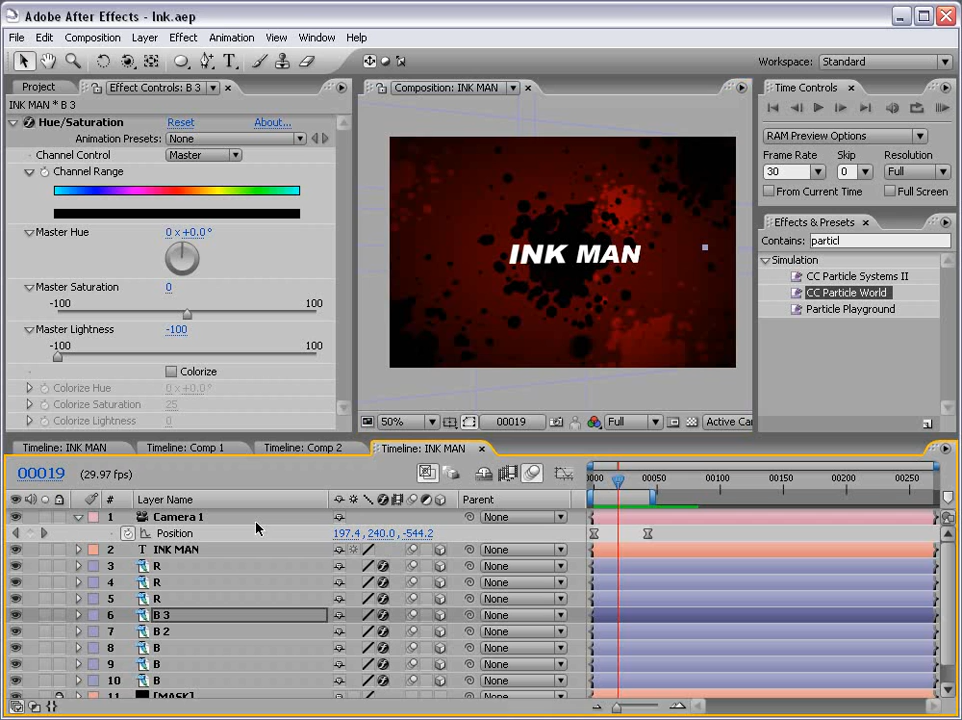 Adobe After Effects - Ink.aep
File Edit Composition Layer Effect Animation View Window Help
T Workspace: Standard
Project Effect Controls: B 3 Composition: INK MAN Time Controls
INK MAN * B 3
Hue/Saturation Reset About...
Animation Presets: None
Channel Control Master
Channel Range
Master Hue 0 x +0.0°
Master Saturation 0
-100 100
Master Lightness -100
-100 100
Colorize
Colorize Hue 0 x +0.0°
Colorize Saturation 25
Colorize Lightness 0
INK MAN
50% 00019 Full Active Car
RAM Preview Options
Frame Rate Skip Resolution
30 0 Full
From Current Time Full Screen
Effects & Presets
Contains: particl
Simulation
CC Particle Systems II
CC Particle World
Particle Playground
Timeline: INK MAN Timeline: Comp 1 Timeline: Comp 2 Timeline: INK MAN
00019 (29.97 fps)
0000 00050 00100 00150 00200 00250
# Layer Name Parent
1 Camera 1 None
Position 197.4, 240.0, -544.2
2 T INK MAN None
3 R None
4 R None
5 R None
6 B 3 None
7 B 2 None
8 B None
9 B None
10 B None
11 [MASK] None